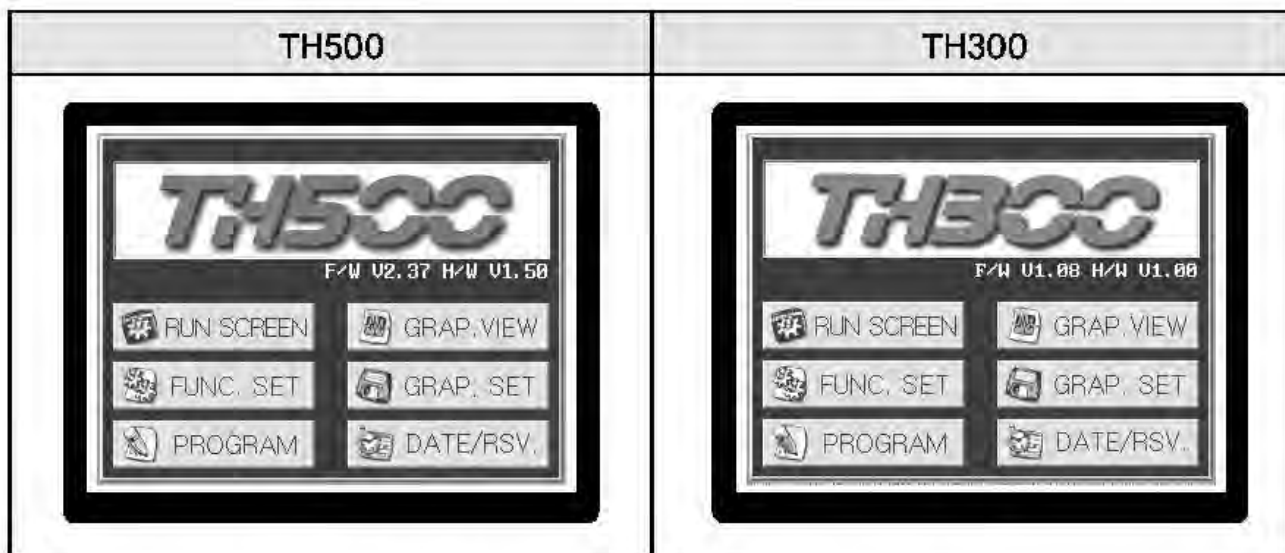 TH500
TH300
TH500
F/W V2.37 H/W V1.50
RUN SCREEN
GRAP.VIEW
FUNC. SET
GRAP. SET
PROGRAM
DATE/RSV.
TH300
F/W V1.08 H/W V1.00
RUN SCREEN
GRAP.VIEW
FUNC. SET
GRAP. SET
PROGRAM
DATE/RSV.